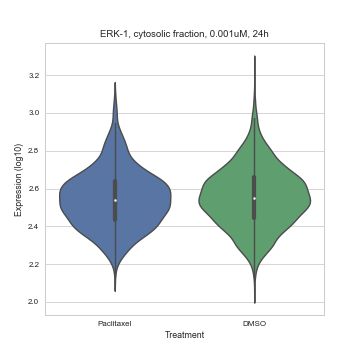 ERK-1, cytosolic fraction, 0.001uM, 24h
Expression (log10)
3.2
3.0
2.8
2.6
2.4
2.2
2.0
Paclitaxel DMSO
Treatment